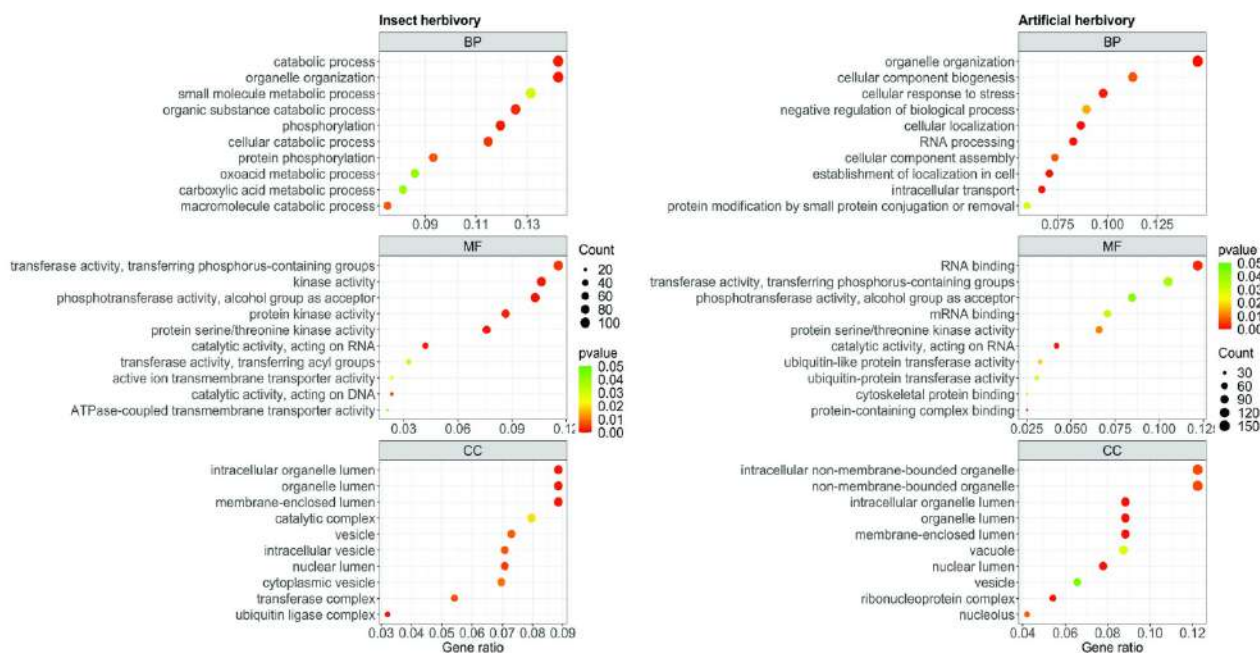 Insect herbivory
BP
catabolic process
organelle organization
small molecule metabolic process
organic substance catabolic process
phosphorylation
cellular catabolic process
protein phosphorylation
oxoacid metabolic process
carboxylic acid metabolic process
macromolecule catabolic process
0.09 0.11 0.13
MF
transferase activity, transferring phosphorus-containing groups
kinase activity
phosphotransferase activity, alcohol group as acceptor
protein kinase activity
protein serine/threonine kinase activity
catalytic activity, acting on RNA
transferase activity, transferring acyl groups
active ion transmembrane transporter activity
catalytic activity, acting on DNA
ATPase-coupled transmembrane transporter activity
0.03 0.06 0.09 0.12
CC
intracellular organelle lumen
organelle lumen
membrane-enclosed lumen
catalytic complex
vesicle
intracellular vesicle
nuclear lumen
cytoplasmic vesicle
transferase complex
ubiquitin ligase complex
0.03 0.04 0.05 0.06 0.07 0.08 0.09
Gene ratio
Count
20
40
60
80
100
pvalue
0.05
0.04
0.03
0.02
0.01
0.00
Artificial herbivory
BP
organelle organization
cellular component biogenesis
cellular response to stress
negative regulation of biological process
cellular localization
RNA processing
cellular component assembly
establishment of localization in cell
intracellular transport
protein modification by small protein conjugation or removal
0.075 0.100 0.125
MF
RNA binding
transferase activity, transferring phosphorus-containing groups
phosphotransferase activity, alcohol group as acceptor
mRNA binding
protein serine/threonine kinase activity
catalytic activity, acting on RNA
ubiquitin-like protein transferase activity
ubiquitin-protein transferase activity
cytoskeletal protein binding
protein-containing complex binding
0.025 0.050 0.075 0.100
CC
intracellular non-membrane-bounded organelle
non-membrane-bounded organelle
intracellular organelle lumen
organelle lumen
membrane-enclosed lumen
vacuole
nuclear lumen
vesicle
ribonucleoprotein complex
nucleolus
0.04 0.06 0.08 0.10 0.12
Gene ratio
pvalue
0.05
0.04
0.03
0.02
0.01
0.00
Count
30
60
90
120
150